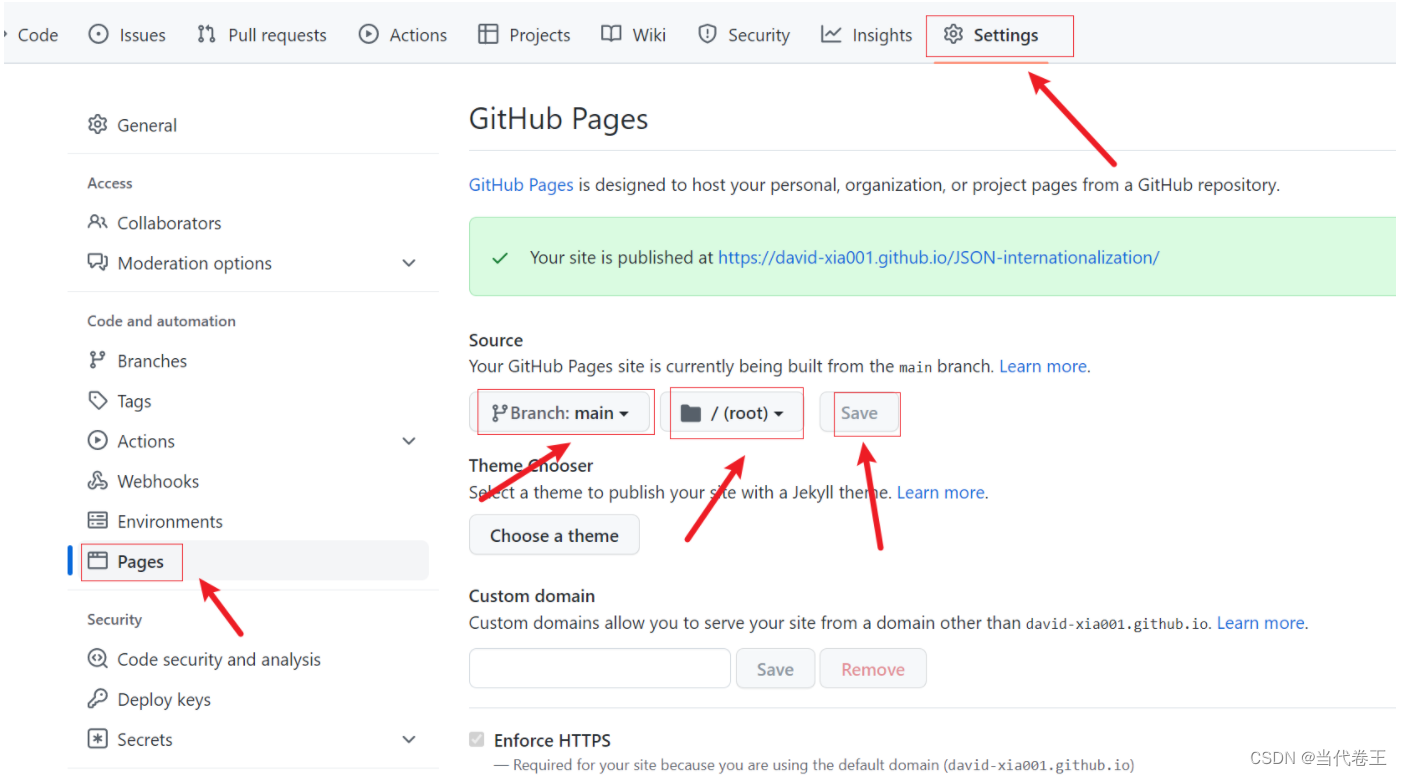 Code Issues Pull requests Actions Projects Wiki Security Insights Settings
General
Access
Collaborators
Moderation options
Code and automation
Branches
Tags
Actions
Webhooks
Environments
Pages
Security
Code security and analysis
Deploy keys
Secrets
GitHub Pages
GitHub Pages is designed to host your personal, organization, or project pages from a GitHub repository.
Your site is published at https://david-xia001.github.io/JSON-internationalization/
Source
Your GitHub Pages site is currently being built from the main branch. Learn more.
Branch: main / (root) Save
Theme Chooser
Select a theme to publish your site with a Jekyll theme. Learn more.
Choose a theme
Custom domain
Custom domains allow you to serve your site from a domain other than david-xia001.github.io. Learn more.
Save Remove
Enforce HTTPS
— Required for your site because you are using the default domain (david-xia001.github.io)
CSDN @当代卷王